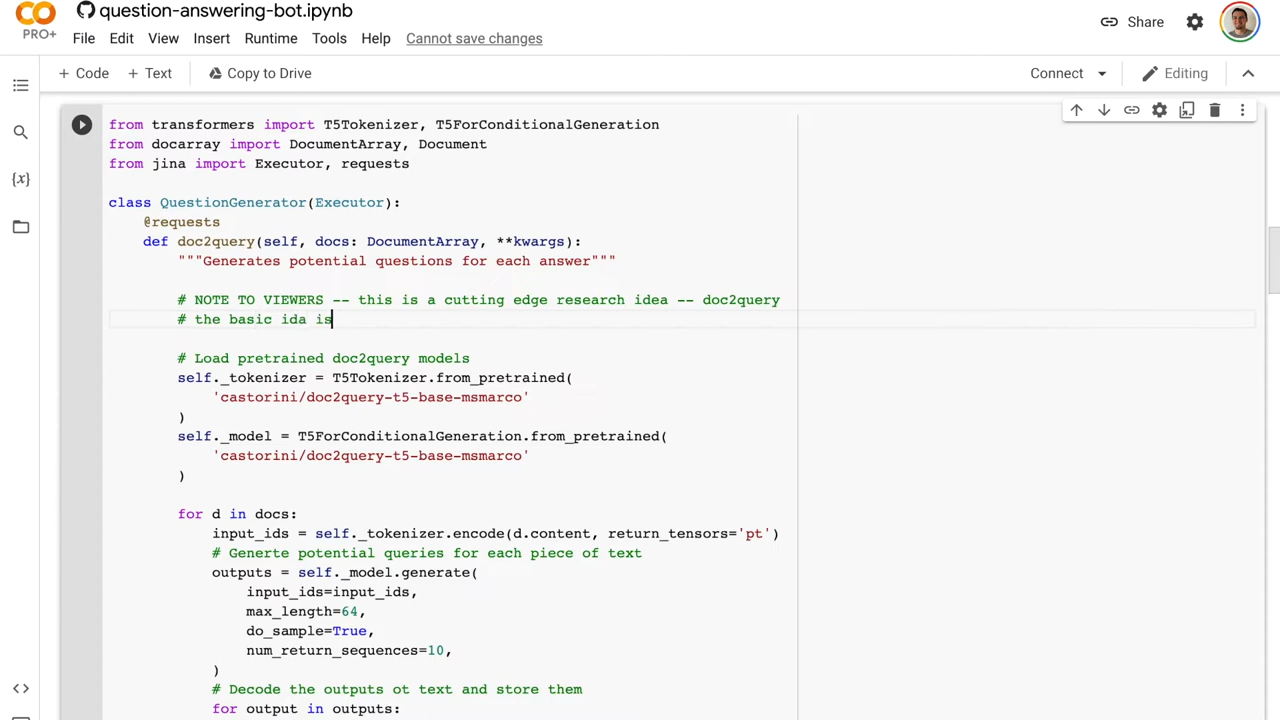 CO
PRO+
question-answering-bot.ipynb
File Edit View Insert Runtime Tools Help Cannot save changes
Share
+ Code + Text Copy to Drive
Connect Editing
{x}
from transformers import T5Tokenizer, T5ForConditionalGeneration
from docarray import DocumentArray, Document
from jina import Executor, requests
class QuestionGenerator(Executor):
@requests
def doc2query(self, docs: DocumentArray, **kwargs):
"""Generates potential questions for each answer"""
# NOTE TO VIEWERS -- this is a cutting edge research idea -- doc2query
# the basic ida is
# Load pretrained doc2query models
self._tokenizer = T5Tokenizer.from_pretrained(
'castorini/doc2query-t5-base-msmarco'
)
self._model = T5ForConditionalGeneration.from_pretrained(
'castorini/doc2query-t5-base-msmarco'
)
for d in docs:
input_ids = self._tokenizer.encode(d.content, return_tensors='pt')
# Generte potential queries for each piece of text
outputs = self._model.generate(
input_ids=input_ids,
max_length=64,
do_sample=True,
num_return_sequences=10,
)
# Decode the outputs ot text and store them
for output in outputs: